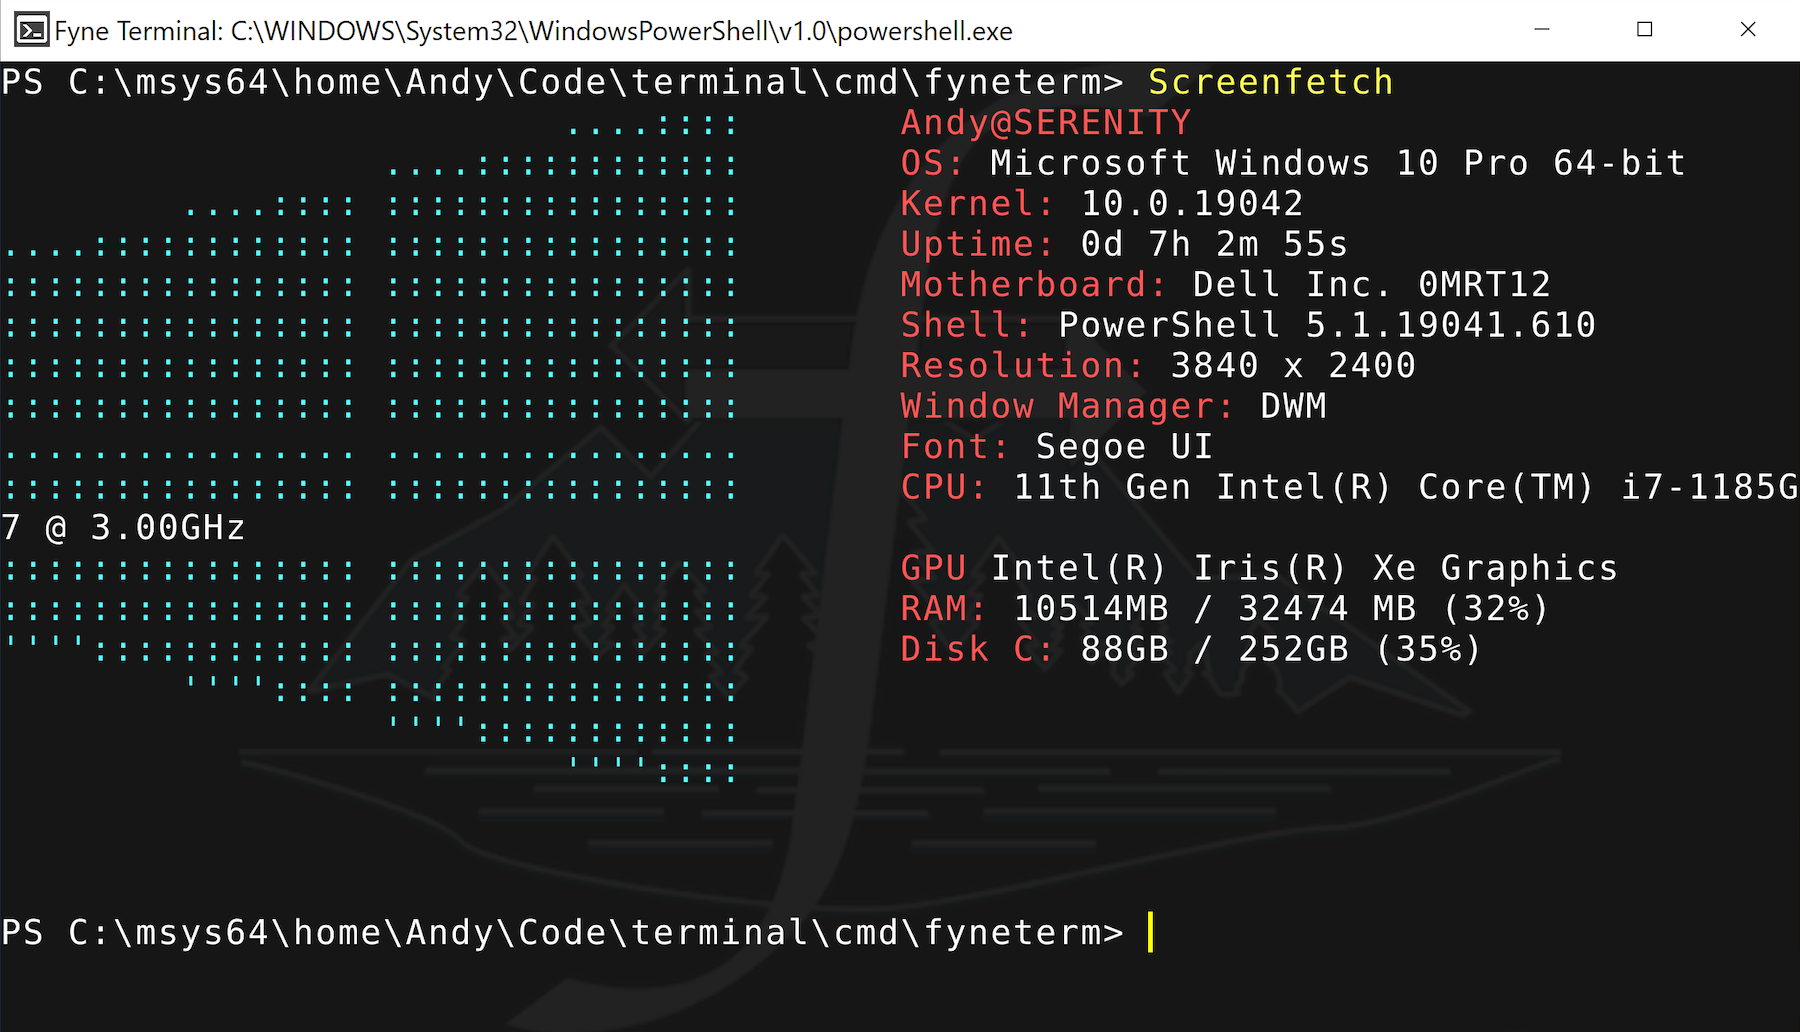 Fyne Terminal: C:\WINDOWS\System32\WindowsPowerShell\v1.0\powershell.exe
PS C:\msys64\home\Andy\Code\terminal\cmd\fyneterm> Screenfetch
....:::: Andy@SERENITY
....:::::::::::: OS: Microsoft Windows 10 Pro 64-bit
....:::: :::::::::::::::: Kernel: 10.0.19042
....:::::::::::: :::::::::::::::: Uptime: 0d 7h 2m 55s
:::::::::::::::: :::::::::::::::: Motherboard: Dell Inc. 0MRT12
:::::::::::::::: :::::::::::::::: Shell: PowerShell 5.1.19041.610
:::::::::::::::: :::::::::::::::: Resolution: 3840 x 2400
:::::::::::::::: :::::::::::::::: Window Manager: DWM
................ ................ Font: Segoe UI
:::::::::::::::: :::::::::::::::: CPU: 11th Gen Intel(R) Core(TM) i7-1185G
7 @ 3.00GHz
:::::::::::::::: :::::::::::::::: GPU Intel(R) Iris(R) Xe Graphics
:::::::::::::::: :::::::::::::::: RAM: 10514MB / 32474 MB (32%)
'''':::::::::::: :::::::::::::::: Disk C: 88GB / 252GB (35%)
'''':::: ::::::::::::::::
''''::::::::::::
''''::::
PS C:\msys64\home\Andy\Code\terminal\cmd\fyneterm>